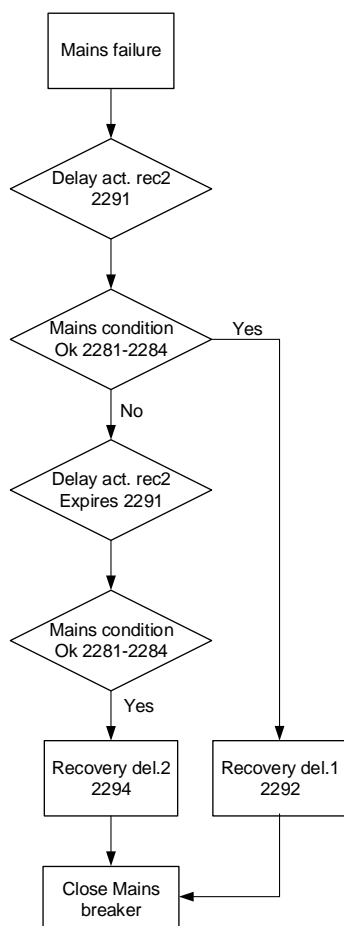 Mains failure
Delay act. rec2
2291
Mains condition
Ok 2281-2284
Yes
No
Delay act. rec2
Expires 2291
Mains condition
Ok 2281-2284
Yes
Recovery del.2
2294
Recovery del.1
2292
Close Mains
breaker